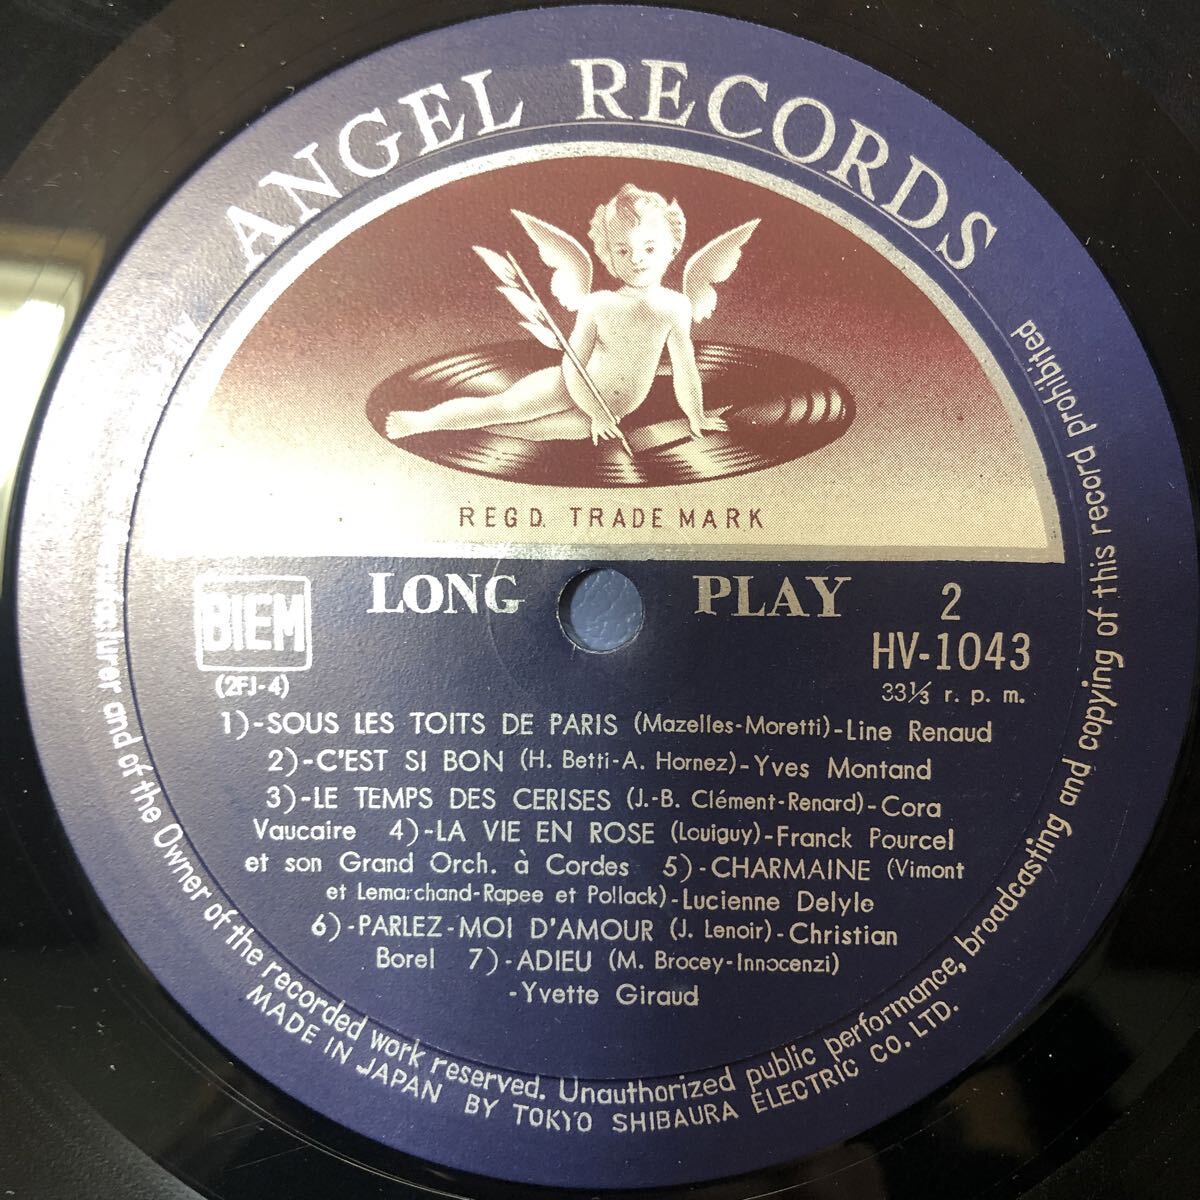 ANGEL RECORDS
REGD. TRADE MARK
BIEM
LONG PLAY
2
HV-1043
(2FJ-4)
33⅓ r. p. m.
1)-SOUS LES TOITS DE PARIS (Mazelles-Moretti)-Line Renaud
2)-C'EST SI BON (H. Betti-A. Hornez)-Yves Montand
3)-LE TEMPS DES CERISES (J.-B. Clément-Renard)-Cora
Vaucaire 4)-LA VIE EN ROSE (Louiguy)-Franck Pourcel
et son Grand Orch. à Cordes 5)-CHARMAINE (Vimont
et Lemarchand-Rapee et Pollack)-Lucienne Delyle
6)-PARLEZ-MOI D'AMOUR (J. Lenoir)-Christian
Borel 7)-ADIEU (M. Brocey-Innocenzi)
-Yvette Giraud
and of the Owner of the recorded work reserved. Unauthorized public performance, broadcasting and copying of this record prohibited
MADE IN JAPAN BY TOKYO SHIBAURA ELECTRIC CO. LTD.